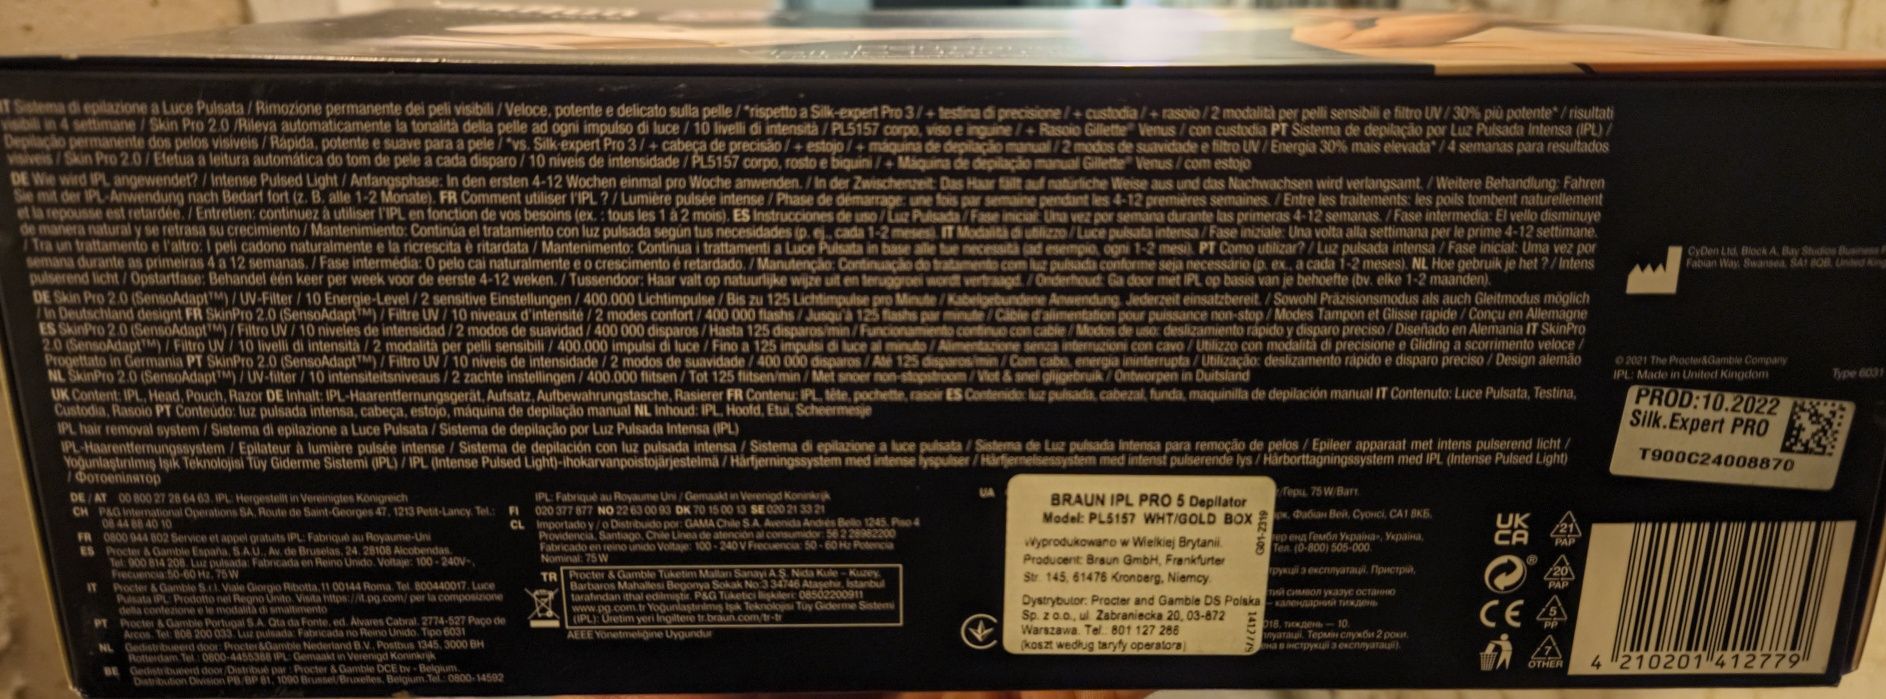 IT Sistema di epilazione a Luce Pulsata / Rimozione permanente dei peli visibili / Veloce, potente e delicato sulla pelle / *rispetto a Silk-expert Pro 3 / + testina di precisione / + custodia / + rasoio / 2 modalità per pelli sensibili e filtro UV / 30% più potente* / risultati
visibili in 4 settimane / Skin Pro 2.0 /Rileva automaticamente la tonalità della pelle ad ogni impulso di luce / 10 livelli di intensità / PL5157 corpo, viso e inguine / + Rasoio Gillette® Venus / con custodia PT Sistema de depilação por Luz Pulsada Intensa (IPL) /
Depilação permanente dos pelos visíveis / Rápida, potente e suave para a pele / *vs. Silk-expert Pro 3 / + cabeça de precisão / + estojo / + máquina de depilação manual / 2 modos de suavidade e filtro UV / Energia 30% mais elevada* / 4 semanas para resultados
visíveis / Skin Pro 2.0 / Efetua a leitura automática do tom de pele a cada disparo / 10 níveis de intensidade / PL5157 corpo, rosto e biquíni / + Máquina de depilação manual Gillette® Venus / com estojo
DE Wie wird IPL angewendet? / Intense Pulsed Light / Anfangsphase: In den ersten 4-12 Wochen einmal pro Woche anwenden. / In der Zwischenzeit: Das Haar fällt auf natürliche Weise aus und das Nachwachsen wird verlangsamt. / Weitere Behandlung: Fahren
Sie mit der IPL-Anwendung nach Bedarf fort (z. B. alle 1-2 Monate). FR Comment utiliser l'IPL ? / Lumière pulsée intense / Phase de démarrage: une fois par semaine pendant les 4-12 premières semaines. / Entre les traitements: les poils tombent naturellement
et la repousse est retardée. / Entretien: continuez à utiliser l'IPL en fonction de vos besoins (ex. : tous les 1 à 2 mois). ES Instrucciones de uso / Luz Pulsada / Fase inicial: Una vez por semana durante las primeras 4-12 semanas. / Fase intermedia: El vello disminuye
de manera natural y se retrasa su crecimiento / Mantenimiento: Continúa el tratamiento con luz pulsada según tus necesidades (p. ej., cada 1-2 meses). IT Modalità di utilizzo / Luce pulsata intensa / Fase iniziale: Una volta alla settimana per le prime 4-12 settimane.
/ Tra un trattamento e l'altro: I peli cadono naturalmente e la ricrescita è ritardata / Mantenimento: Continua i trattamenti a Luce Pulsata in base alle tue necessità (ad esempio, ogni 1-2 mesi). PT Como utilizar? / Luz pulsada intensa / Fase inicial: Uma vez por
semana durante as primeiras 4 a 12 semanas. / Fase intermédia: O pelo cai naturalmente e o crescimento é retardado. / Manutenção: Continuação do tratamento com luz pulsada conforme seja necessário (p. ex., a cada 1-2 meses). NL Hoe gebruik je het ? / Intens
pulserend licht / Opstartfase: Behandel één keer per week voor de eerste 4-12 weken. / Tussendoor: Haar valt op natuurlijke wijze uit en teruggroei wordt vertraagd. / Onderhoud: Ga door met IPL op basis van je behoefte (bv. elke 1-2 maanden).
DE Skin Pro 2.0 (SensoAdapt™) / UV-Filter / 10 Energie-Level / 2 sensitive Einstellungen / 400.000 Lichtimpulse / Bis zu 125 Lichtimpulse pro Minute / Kabelgebundene Anwendung. Jederzeit einsatzbereit. / Sowohl Präzisionsmodus als auch Gleitmodus möglich
/ In Deutschland designt FR SkinPro 2.0 (SensoAdapt™) / Filtre UV / 10 niveaux d'intensité / 2 modes confort / 400 000 flashs / Jusqu'à 125 flashs par minute / Câble d'alimentation pour puissance non-stop / Modes Tampon et Glisse rapide / Conçu en Allemagne
ES SkinPro 2.0 (SensoAdapt™) / Filtro UV / 10 niveles de intensidad / 2 modos de suavidad / 400 000 disparos / Hasta 125 disparos/min / Funcionamiento continuo con cable / Modos de uso: deslizamiento rápido y disparo preciso / Diseñado en Alemania IT SkinPro
2.0 (SensoAdapt™) / Filtro UV / 10 livelli di intensità / 2 modalità per pelli sensibili / 400.000 impulsi di luce / Fino a 125 impulsi di luce al minuto / Alimentazione senza interruzioni con cavo / Utilizzo con modalità di precisione e Gliding a scorrimento veloce /
Progettato in Germania PT SkinPro 2.0 (SensoAdapt™) / Filtro UV / 10 níveis de intensidade / 2 modos de suavidade / 400 000 disparos / Até 125 disparos/min / Com cabo, energia ininterrupta / Utilização: deslizamento rápido e disparo preciso / Design alemão
NL SkinPro 2.0 (SensoAdapt™) / UV-filter / 10 intensiteitsniveaus / 2 zachte instellingen / 400.000 flitsen / Tot 125 flitsen/min / Met snoer non-stopstroom / Vlot & snel glijgebruik / Ontworpen in Duitsland
UK Content: IPL, Head, Pouch, Razor DE Inhalt: IPL-Haarentfernungsgerät, Aufsatz, Aufbewahrungstasche, Rasierer FR Contenu: IPL, tête, pochette, rasoir ES Contenido: luz pulsada, cabezal, funda, maquinilla de depilación manual IT Contenuto: Luce Pulsata, Testina,
Custodia, Rasoio PT Conteúdo: luz pulsada intensa, cabeça, estojo, máquina de depilação manual NL Inhoud: IPL, Hoofd, Etui, Scheermesje
IPL hair removal system / Sistema di epilazione a Luce Pulsata / Sistema de depilação por Luz Pulsada Intensa (IPL)
IPL-Haarentfernungssystem / Epilateur à lumière pulsée intense / Sistema de depilación con luz pulsada intensa / Sistema di epilazione a luce pulsata / Sistema de Luz pulsada Intensa para remoção de pelos / Epileer apparaat met intens pulserend licht /
Yoğunlaştırılmış Işık Teknolojisi Tüy Giderme Sistemi (IPL) / IPL (Intense Pulsed Light)-ihokarvanpoistojärjestelmä / Hårfjerningssystem med intense lyspulser / Hårfjernelsessystem med intenst pulserende lys / Hårborttagningssystem med IPL (Intense Pulsed Light)
/ Фотоепілятор
DE / AT 00 800 27 28 64 63. IPL: Hergestellt in Vereinigtes Königreich
CH P&G International Operations SA, Route de Saint-Georges 47, 1213 Petit-Lancy. Tel.:
08 44 88 40 10
FR 0800 944 802 Service et appel gratuits IPL: Fabriqué au Royaume-Uni
ES Procter & Gamble España. S.A.U., Av. de Bruselas, 24. 28108 Alcobendas.
Tel: 900 814 208. Luz pulsada: Fabricada en Reino Unido. Voltaje: 100 - 240V~,
Frecuencia:50-60 Hz, 75 W
IT Procter & Gamble S.r.l. Viale Giorgio Ribotta,11 00144 Roma. Tel. 800440017. Luce
Pulsata IPL. Prodotto nel Regno Unito. Visita https://it.pg.com/ per la composizione
della confezione e le modalità di smaltimento
PT Procter & Gamble Portugal S.A. Qta da Fonte, ed. Álvares Cabral. 2774-527 Paço de
Arcos. Tel: 808 200 033. Luz pulsada: Fabricada no Reino Unido. Tipo 6031
NL Gedistribueerd door: Procter&Gamble Nederland B.V., Postbus 1345, 3000 BH
Rotterdam.Tel.: 0800-4455388 IPL: Gemaakt in Verenigd Koninkrijk
BE Gedistribueerd door /Distribué par : Procter & Gamble DCE bv - Belgium.
Distribution Division PB/BP 81, 1090 Brussel/Bruxelles, Belgium.Tel.: 0800-14592
IPL: Fabriqué au Royaume Uni / Gemaakt in Verenigd Koninkrijk
FI 020 377 877 NO 22 63 00 93 DK 70 15 00 13 SE 020 21 33 21
CL Importado y / o Distribuido por: GAMA Chile S.A. Avenida Andrés Bello 1245, Piso 4
Providencia, Santiago, Chile Línea de atención al consumidor: 56 2 28982200
Fabricado en reino unido Voltaje: 100 - 240 V Frecuencia: 50 - 60 Hz Potencia
Nominal: 75 W
TR Procter & Gamble Tüketim Malları Sanayi A.Ş. Nida Kule – Kuzey,
Barbaros Mahallesi Begonya Sokak No:3 34746 Ataşehir, İstanbul
tarafından ithal edilmiştir. P&G Tüketici İlişkileri: 08502200911
www.pg.com.tr Yoğunlaştırılmış Işık Teknolojisi Tüy Giderme Sistemi
(IPL): Üretim yeri İngiltere tr.braun.com/tr-tr
AEEE Yönetmeliğine Uygundur
UA
BRAUN IPL PRO 5 Depilator
Model: PL5157 WHT/GOLD BOX
Wyprodukowano w Wielkiej Brytanii.
Producent: Braun GmbH, Frankfurter
Str. 145, 61476 Kronberg, Niemcy.
Dystrybutor: Procter and Gamble DS Polska
Sp. z o.o., ul. Zabraniecka 20, 03-872
Warszawa. Tel.: 801 127 286
(koszt według taryfy operatora)
G01-Z319
1412775
/Герц, 75 W/Ватт.
Фабіан Вей, Суонсі, СА1 8КБ,
енд Гембл Україна», Україна,
Тел. (0-800) 505-000.
з експлуатації. Пристрій,
символ указує останню
– календарний тиждень
018, тиждень – 10.
Термін служби 2 роки.
в інструкції з експлуатації).
CyDen Ltd, Block A, Bay Studios Business
Fabian Way, Swansea, SA1 8QB, United King
© 2021 The Procter&Gamble Company
IPL: Made in United Kingdom Type 6031
PROD:10.2022
Silk.Expert PRO
T900C24008870
UK
CA
CE
21
PAP
20
PAP
5
PP
7
OTHER
4 210201 412779